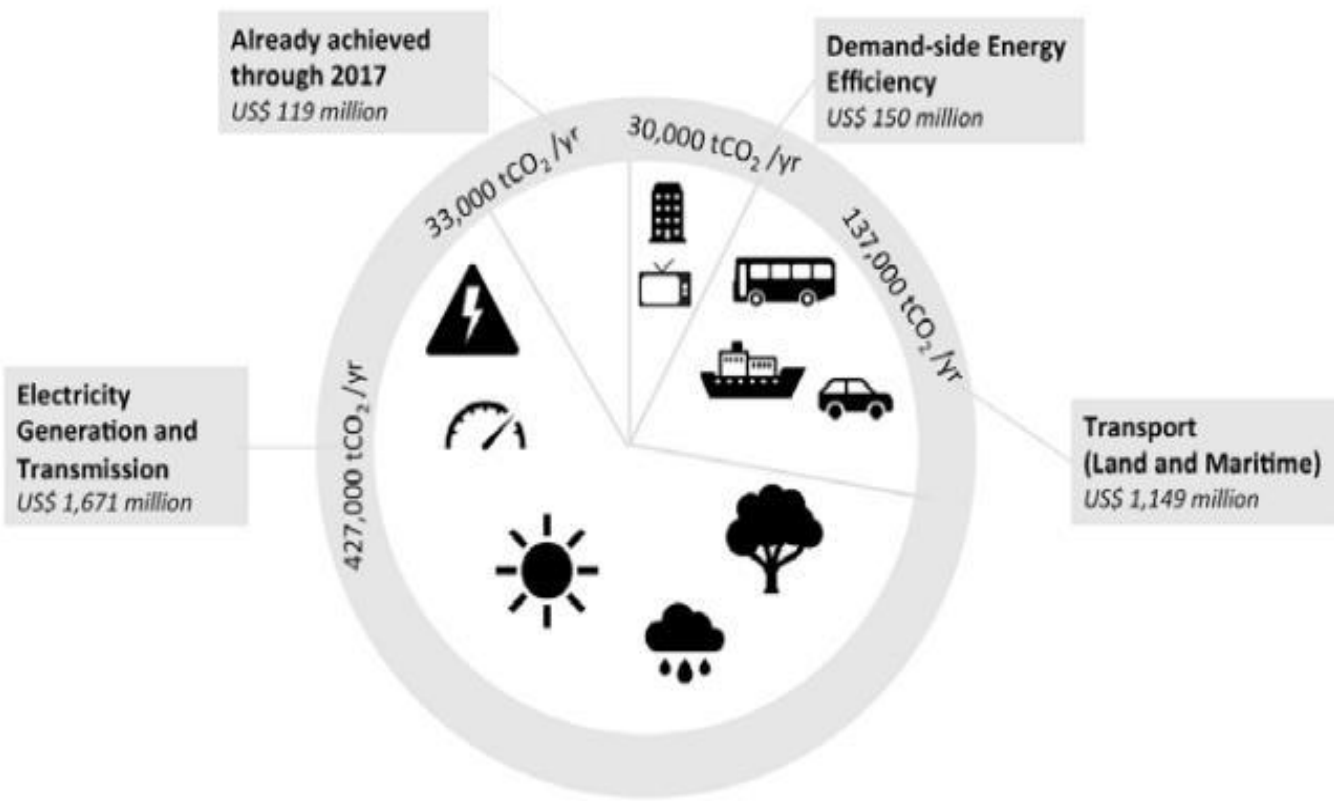 Already achieved
through 2017
US$ 119 million
Demand-side Energy
Efficiency
US$ 150 million
33,000 tCO₂ /yr
30,000 tCO₂ /yr
137,000 tCO₂ /yr
Electricity
Generation and
Transmission
US$ 1,671 million
427,000 tCO₂ /yr
Transport
(Land and Maritime)
US$ 1,149 million